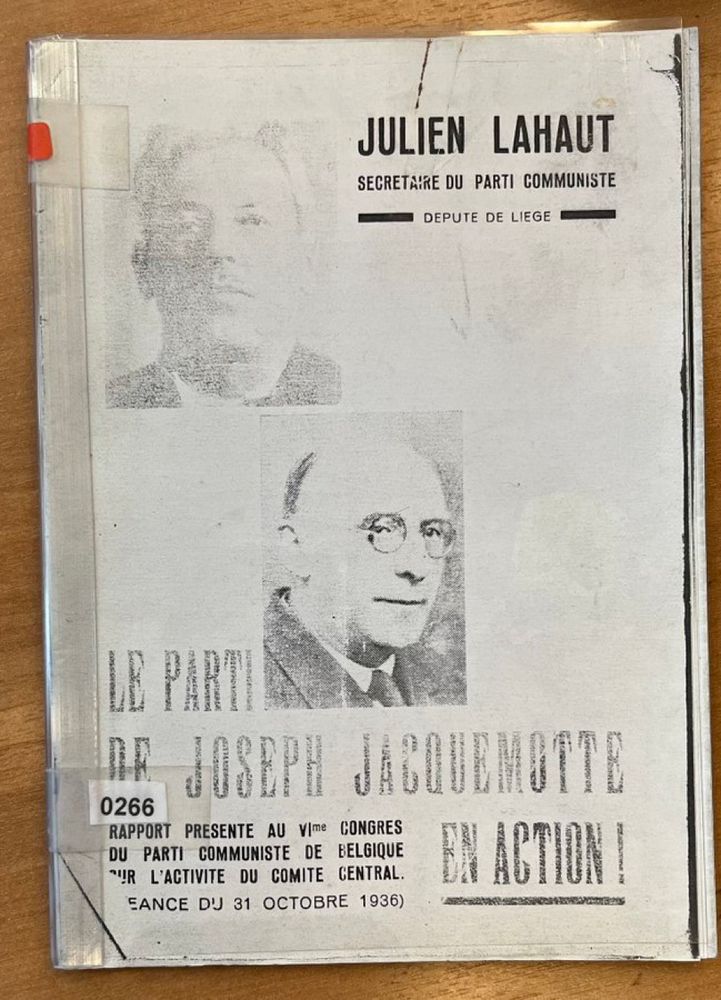 JULIEN LAHAUT
SECRETAIRE DU PARTI COMMUNISTE
DEPUTE DE LIEGE
LE PARTI
DE JOSEPH JACQUEMOTTE
EN ACTION !
0266
RAPPORT PRESENTE AU VIme CONGRES
DU PARTI COMMUNISTE DE BELGIQUE
SUR L'ACTIVITE DU COMITE CENTRAL.
EANCE DU 31 OCTOBRE 1936)